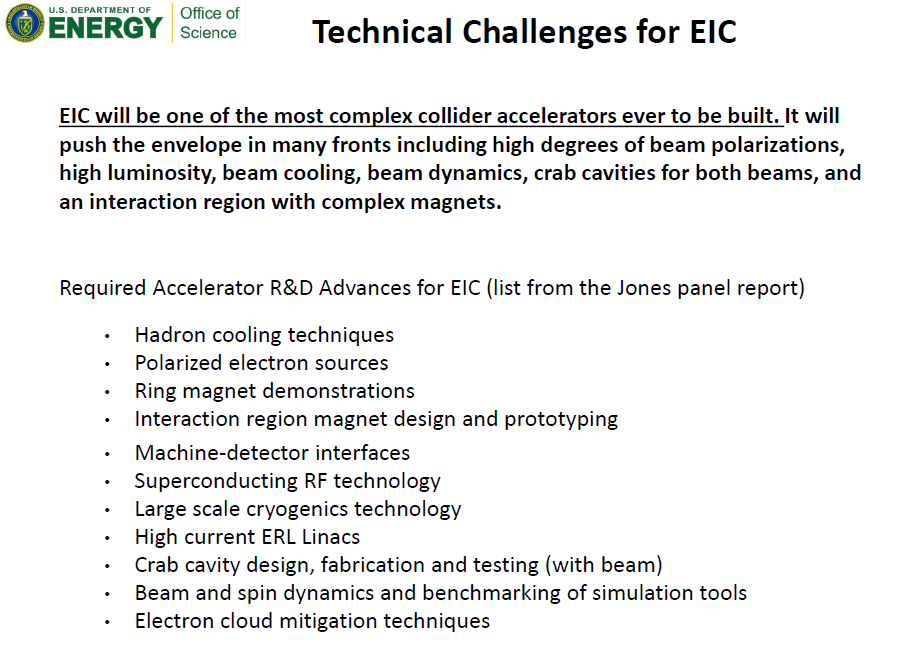 U.S. DEPARTMENT OF
ENERGY
Office of
Science
Technical Challenges for EIC
EIC will be one of the most complex collider accelerators ever to be built. It will
push the envelope in many fronts including high degrees of beam polarizations,
high luminosity, beam cooling, beam dynamics, crab cavities for both beams, and
an interaction region with complex magnets.
Required Accelerator R&D Advances for EIC (list from the Jones panel report)
• Hadron cooling techniques
• Polarized electron sources
• Ring magnet demonstrations
• Interaction region magnet design and prototyping
• Machine-detector interfaces
• Superconducting RF technology
• Large scale cryogenics technology
• High current ERL Linacs
• Crab cavity design, fabrication and testing (with beam)
• Beam and spin dynamics and benchmarking of simulation tools
• Electron cloud mitigation techniques